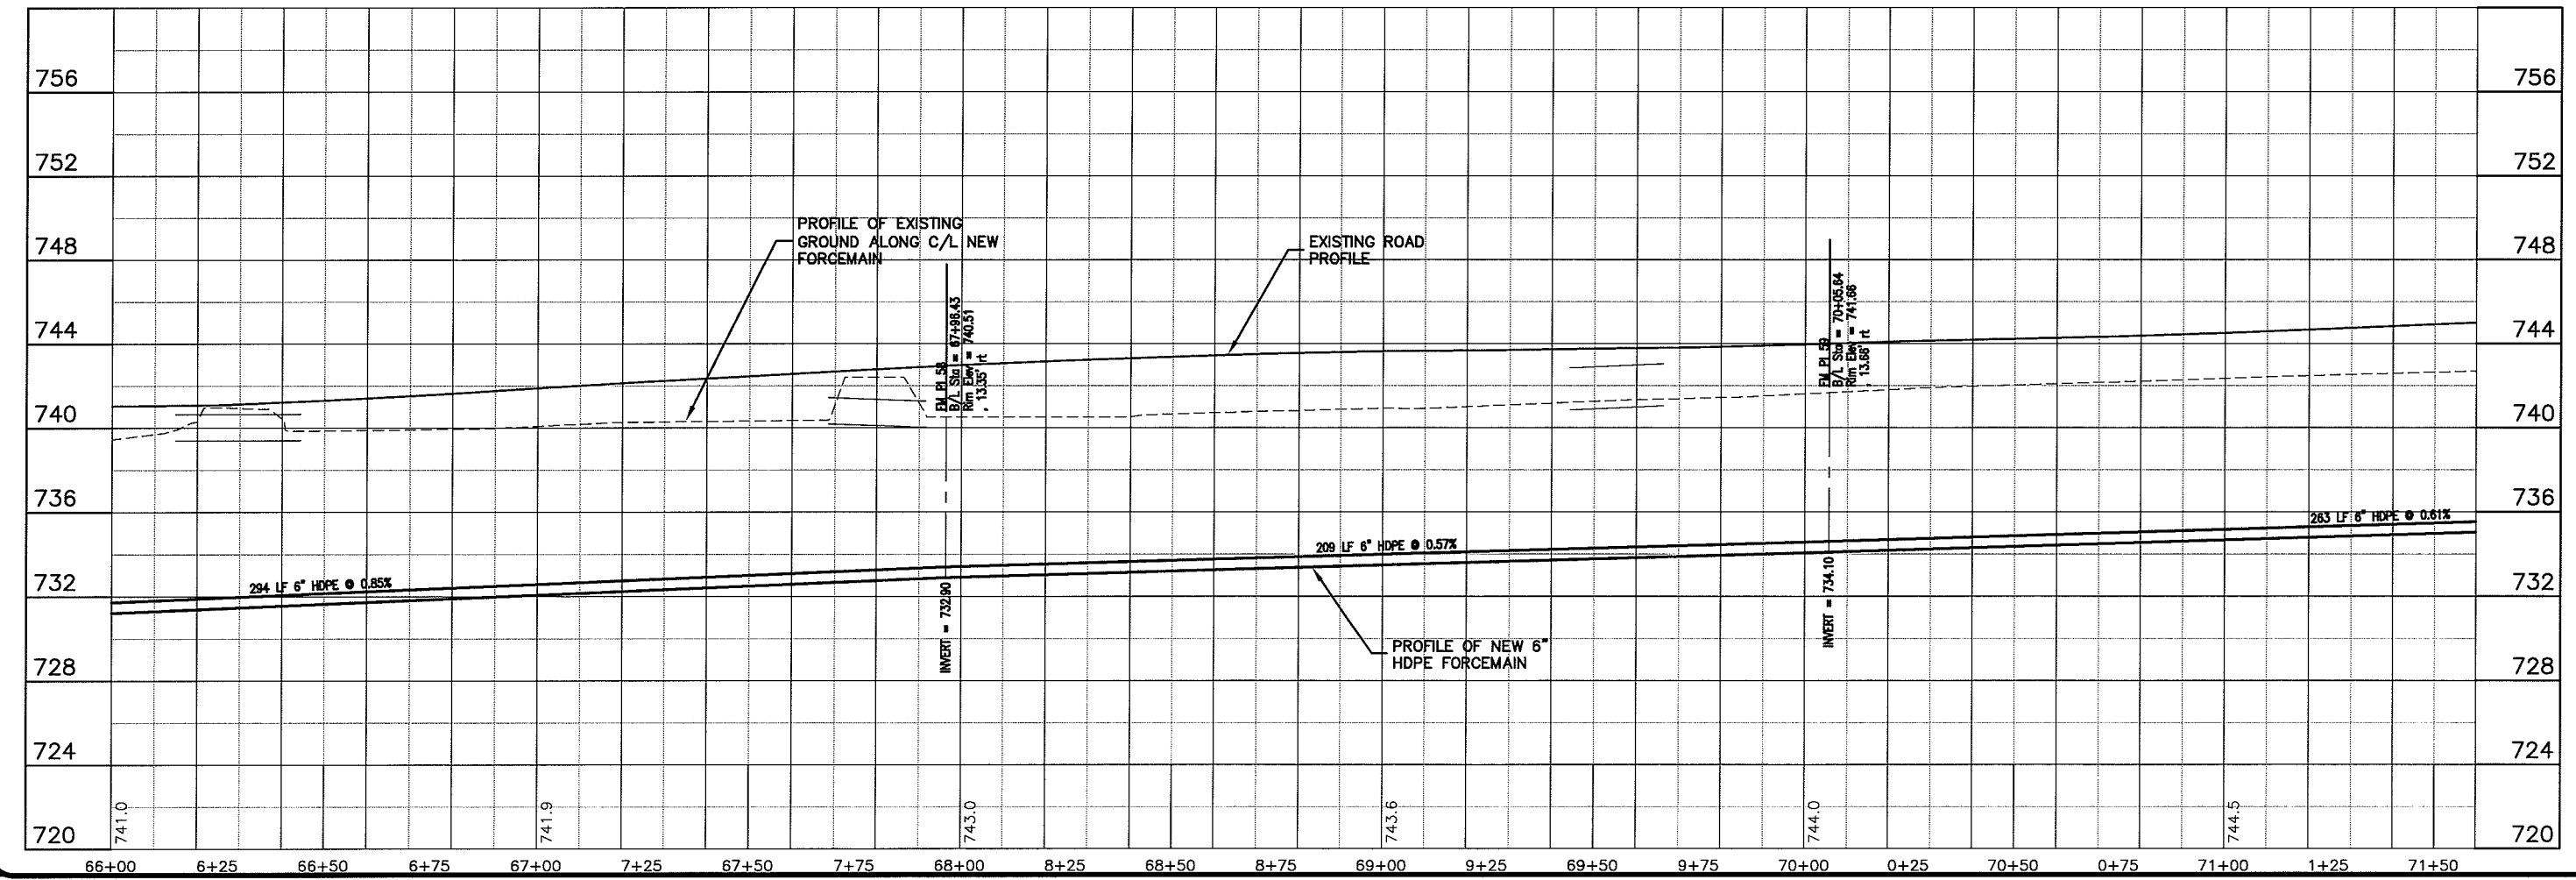 756
756
752
752
PROFILE OF EXISTING
GROUND ALONG C/L NEW
FORCEMAIN
EXISTING ROAD
PROFILE
748
748
FM PI 58
B/L Sta = 67+96.43
Rim Elev = 740.51
, 13.35' rt
FM PI 59
B/L Sta = 70+05.64
Rim Elev = 741.66
, 13.66' rt
744
744
740
740
736
736
263 LF 6" HDPE @ 0.61%
209 LF 6" HDPE @ 0.57%
294 LF 6" HDPE @ 0.85%
732
732
INVERT = 732.90
INVERT = 734.10
PROFILE OF NEW 6"
HDPE FORCEMAIN
728
728
724
724
741.0
741.9
743.0
743.6
744.0
744.5
720
720
66+00 6+25 66+50 6+75 67+00 7+25 67+50 7+75 68+00 8+25 68+50 8+75 69+00 9+25 69+50 9+75 70+00 0+25 70+50 0+75 71+00 1+25 71+50